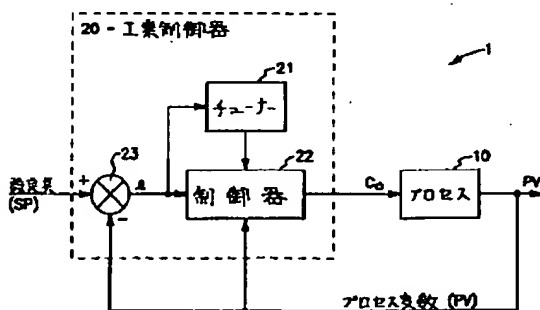 20-工業制御器
1
21
チューナー
23
22
10
設定点
(SP)
+
-
e
制御器
Co
プロセス
PV
プロセス変数 (PV)